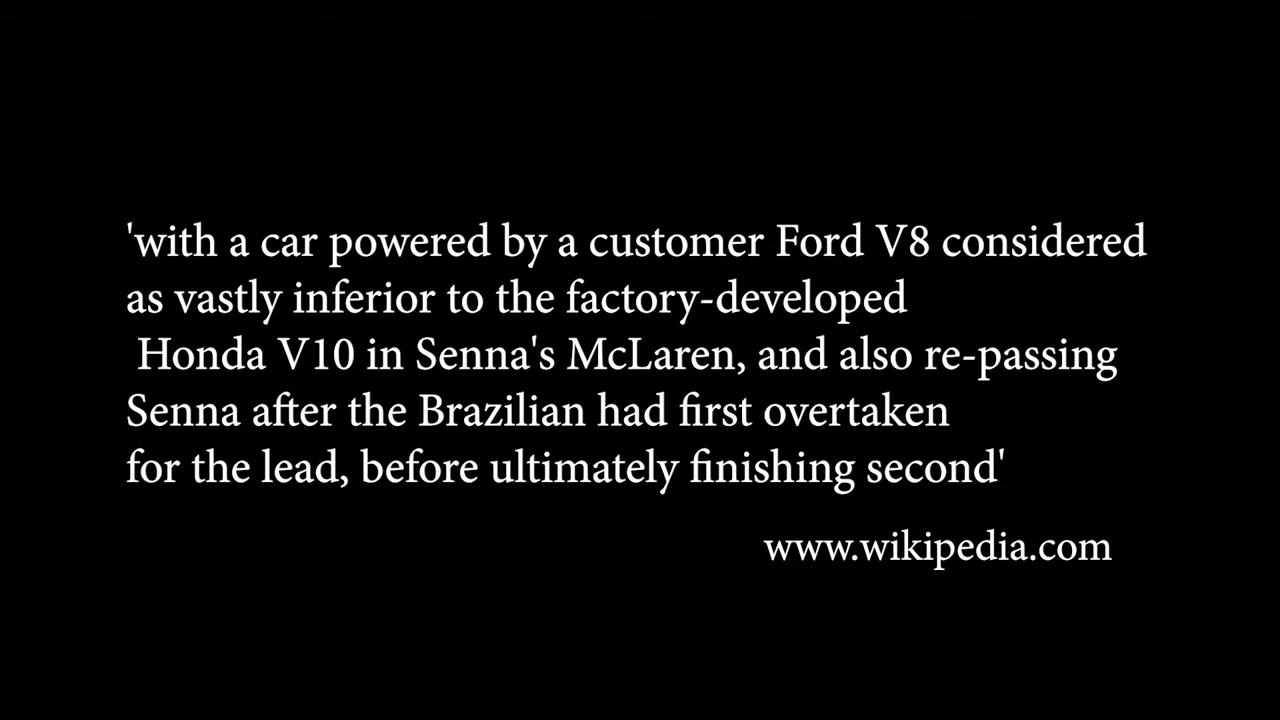 'with a car powered by a customer Ford V8 considered
as vastly inferior to the factory-developed
Honda V10 in Senna's McLaren, and also re-passing
Senna after the Brazilian had first overtaken
for the lead, before ultimately finishing second'
www.wikipedia.com